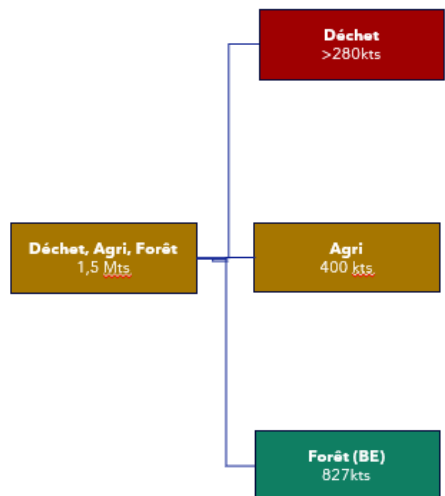 Déchet
>280kts
Déchet, Agri, Forêt
1,5 Mts
Agri
400 kts
Forêt (BE)
827kts